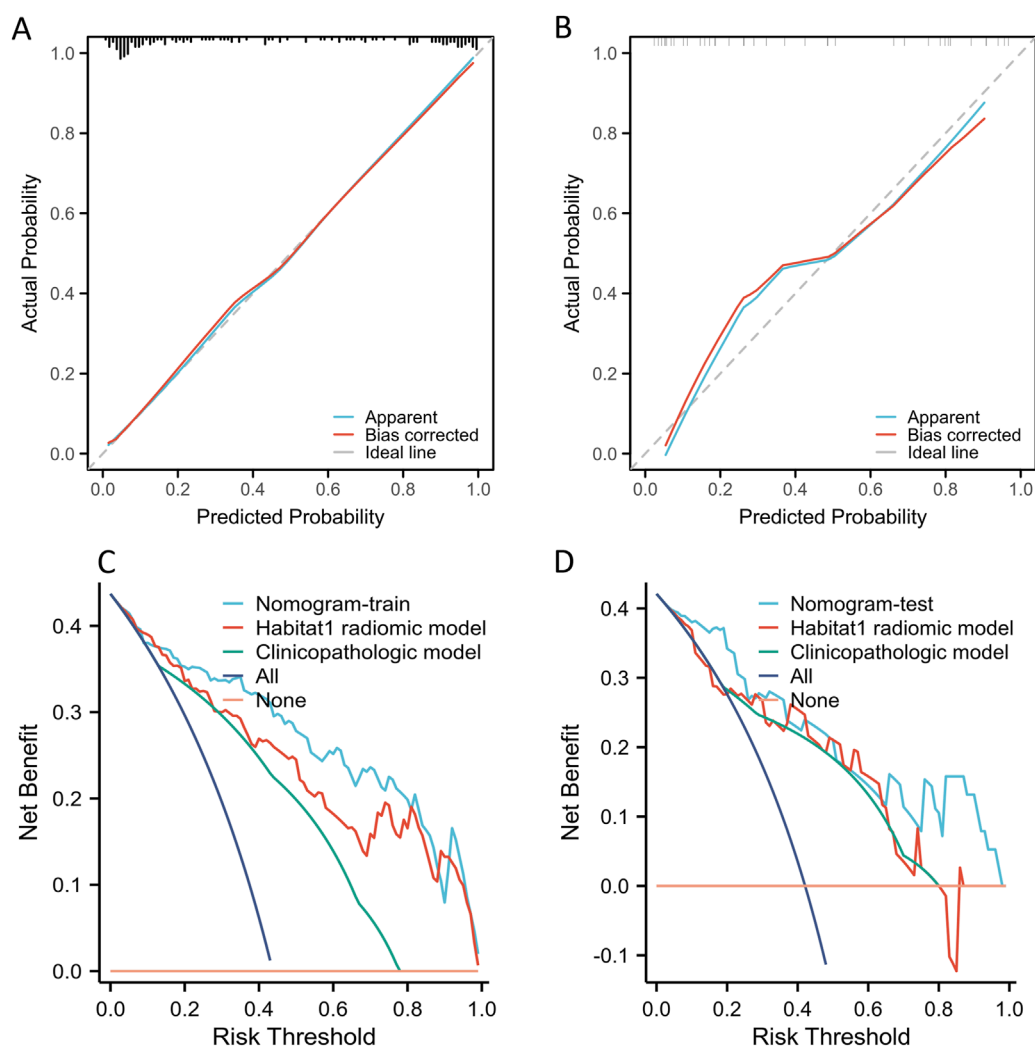 A
1.0
0.8
0.6
0.4
0.2
0.0
Actual Probability
Apparent
Bias corrected
Ideal line
0.0 0.2 0.4 0.6 0.8 1.0
Predicted Probability
B
1.0
0.8
0.6
0.4
0.2
0.0
Actual Probability
Apparent
Bias corrected
Ideal line
0.0 0.2 0.4 0.6 0.8 1.0
Predicted Probability
C
Nomogram-train
Habitat1 radiomic model
Clinicopathologic model
All
None
0.4
0.3
0.2
0.1
0.0
Net Benefit
0.0 0.2 0.4 0.6 0.8 1.0
Risk Threshold
D
Nomogram-test
Habitat1 radiomic model
Clinicopathologic model
All
None
0.4
0.3
0.2
0.1
0.0
-0.1
Net Benefit
0.0 0.2 0.4 0.6 0.8 1.0
Risk Threshold